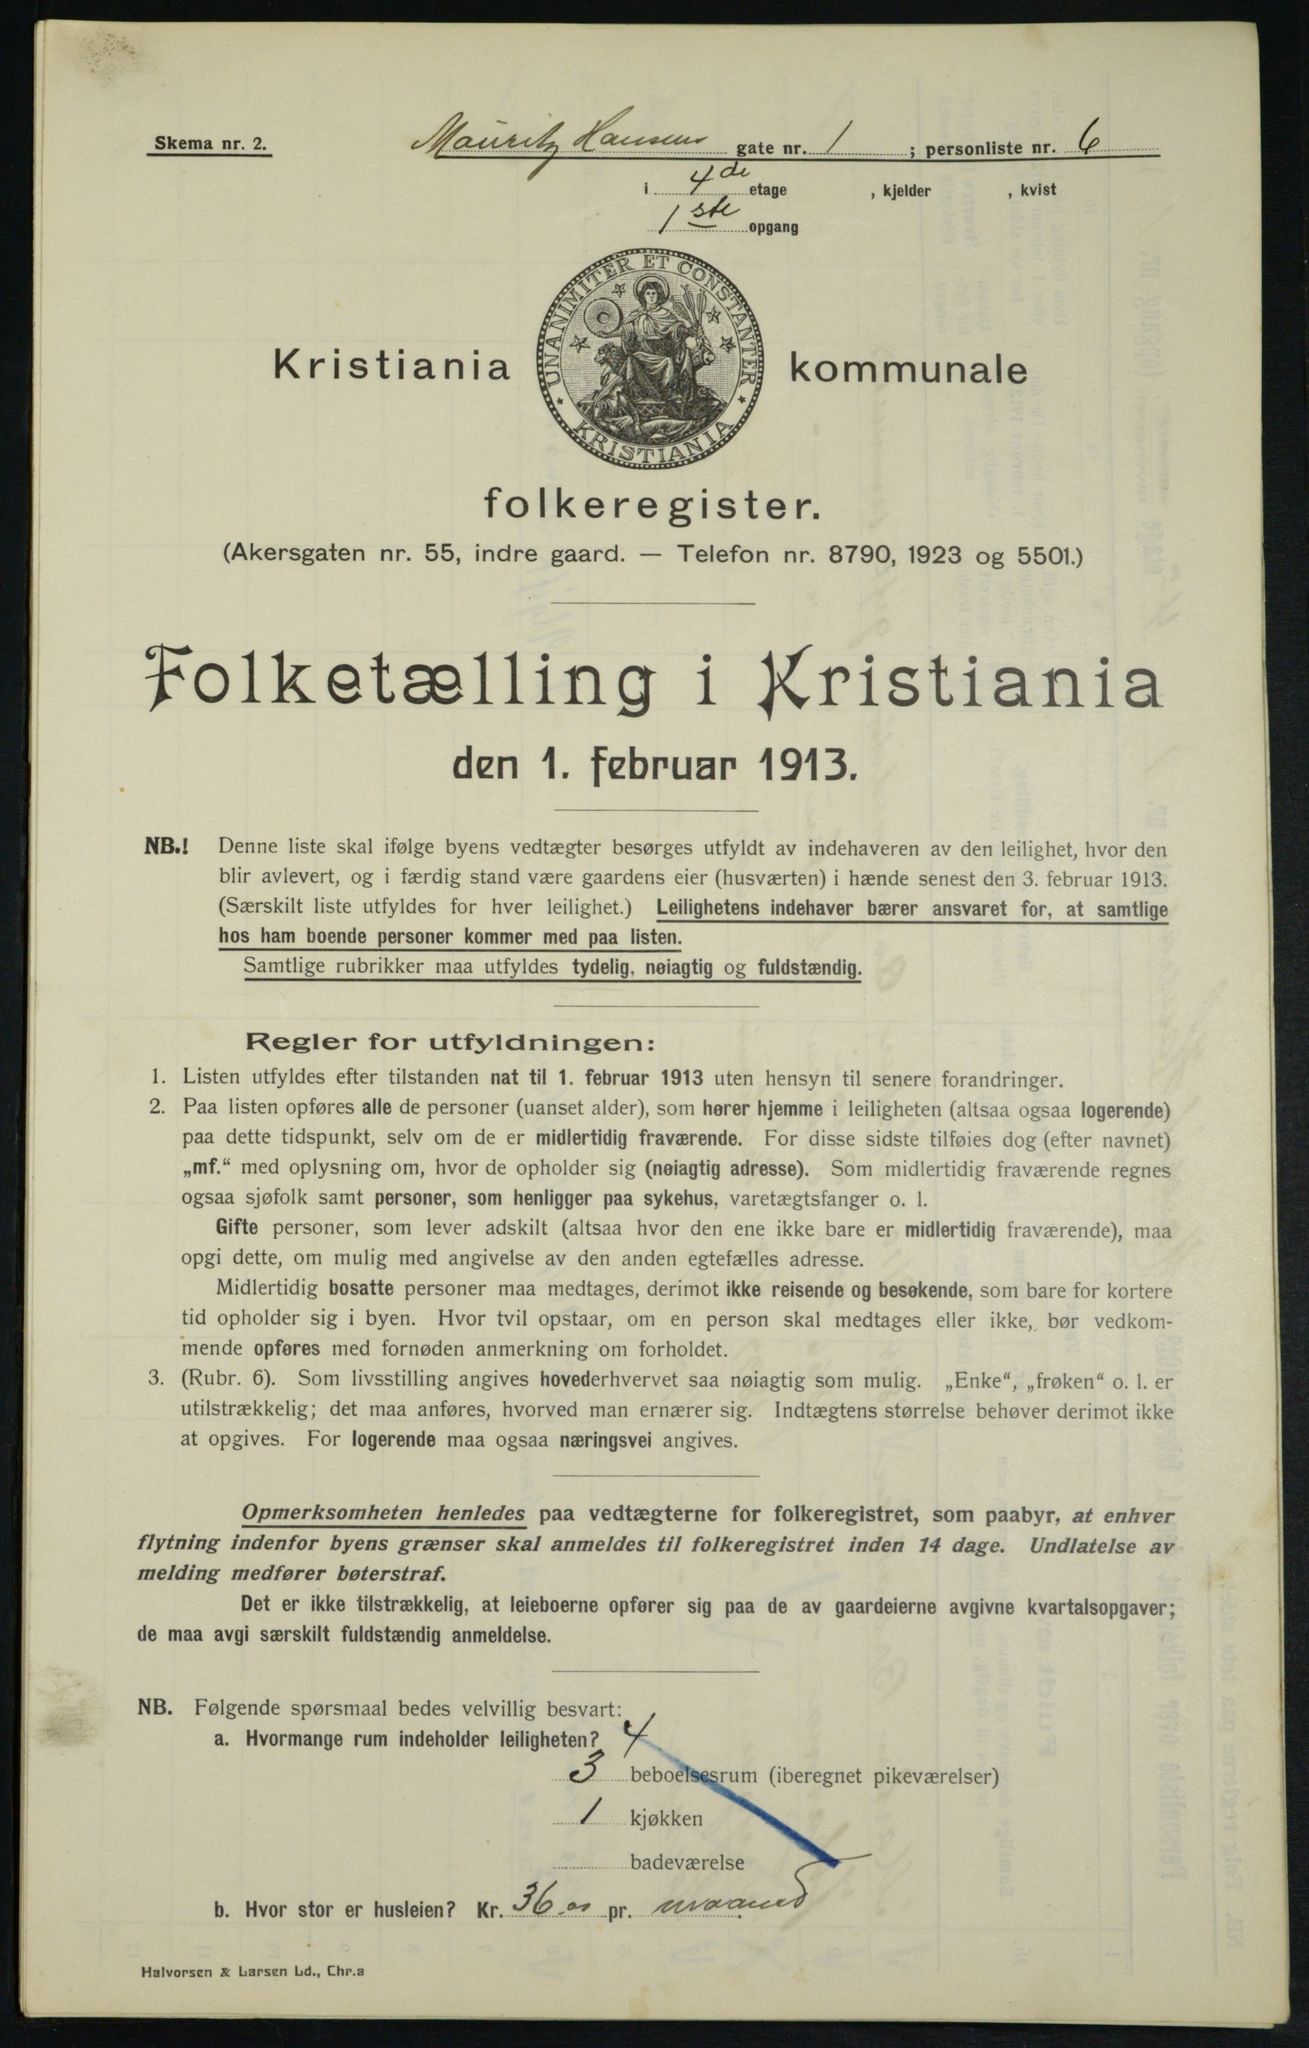 Skema nr. 2.
Mauritz Hansens gate nr. 1 ; personliste nr. 6
i 4de etage , kjelder , kvist
1ste opgang
UNANIMITER ET CONSTANTER
KRISTIANIA
Kristiania kommunale
folkeregister.
(Akersgaten nr. 55, indre gaard. — Telefon nr. 8790, 1923 og 5501.)
Folketælling i Kristiania
den 1. februar 1913.
NB.! Denne liste skal ifølge byens vedtægter besørges utfyldt av indehaveren av den leilighet, hvor den
blir avlevert, og i færdig stand være gaardens eier (husværten) i hænde senest den 3. februar 1913.
(Særskilt liste utfyldes for hver leilighet.) Leilighetens indehaver bærer ansvaret for, at samtlige
hos ham boende personer kommer med paa listen.
Samtlige rubrikker maa utfyldes tydelig, nøiagtig og fuldstændig.
Regler for utfyldningen:
1. Listen utfyldes efter tilstanden nat til 1. februar 1913 uten hensyn til senere forandringer.
2. Paa listen opføres alle de personer (uanset alder), som hører hjemme i leiligheten (altsaa ogsaa logerende)
paa dette tidspunkt, selv om de er midlertidig fraværende. For disse sidste tilføies dog (efter navnet)
„mf.“ med oplysning om, hvor de opholder sig (nøiagtig adresse). Som midlertidig fraværende regnes
ogsaa sjøfolk samt personer, som henligger paa sykehus, varetægtsfanger o. l.
Gifte personer, som lever adskilt (altsaa hvor den ene ikke bare er midlertidig fraværende), maa
opgi dette, om mulig med angivelse av den anden egtefælles adresse.
Midlertidig bosatte personer maa medtages, derimot ikke reisende og besøkende, som bare for kortere
tid opholder sig i byen. Hvor tvil opstaar, om en person skal medtages eller ikke, bør vedkom-
mende opføres med fornøden anmerkning om forholdet.
3. (Rubr. 6). Som livsstilling angives hovederhvervet saa nøiagtig som mulig. „Enke“, „frøken“ o. l. er
utilstrækkelig; det maa anføres, hvorved man ernærer sig. Indtægtens størrelse behøver derimot ikke
at opgives. For logerende maa ogsaa næringsvei angives.
Opmerksomheten henledes paa vedtægterne for folkeregistret, som paabyr, at enhver
flytning indenfor byens grænser skal anmeldes til folkeregistret inden 14 dage. Undlatelse av
melding medfører bøterstraf.
Det er ikke tilstrækkelig, at leieboerne opfører sig paa de av gaardeierne avgivne kvartalsopgaver;
de maa avgi særskilt fuldstændig anmeldelse.
NB. Følgende spørsmaal bedes velvillig besvart:
a. Hvormange rum indeholder leiligheten? 4
3 beboelsesrum (iberegnet pikeværelser)
1 kjøkken
badeværelse
b. Hvor stor er husleien? Kr. 36.00 pr. maaned
Halvorsen & Larsen Ld., Chr.a